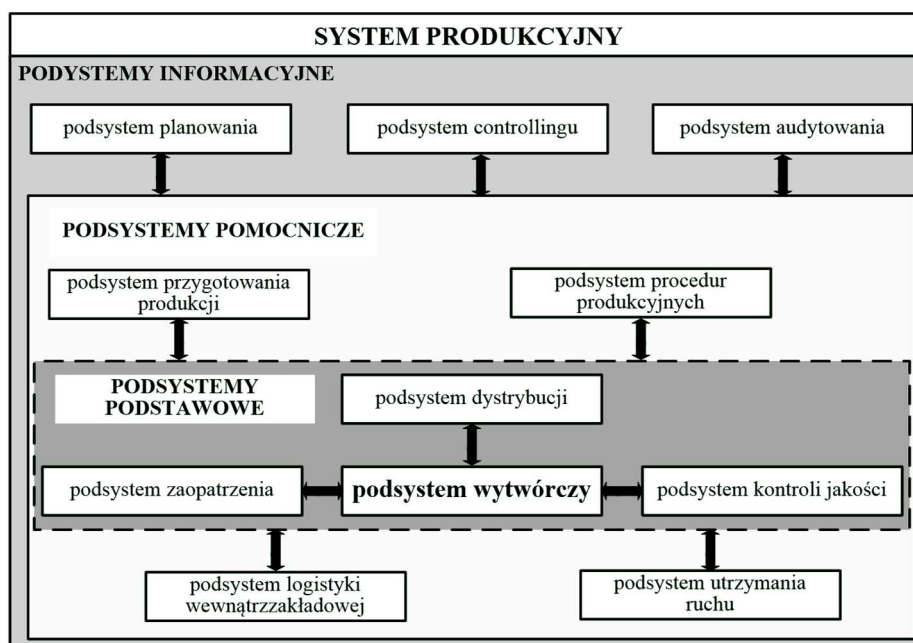 SYSTEM PRODUKCYJNY
PODYSTEMY INFORMACYJNE
podsystem planowania
podsystem controllingu
podsystem audytowania
PODSYSTEMY POMOCNICZE
podsystem przygotowania
produkcji
podsystem procedur
produkcyjnych
PODSYSTEMY
PODSTAWOWE
podsystem dystrybucji
podsystem zaopatrzenia
podsystem wytwórczy
podsystem kontroli jakości
podsystem logistyki
wewnątrzzakładowej
podsystem utrzymania
ruchu